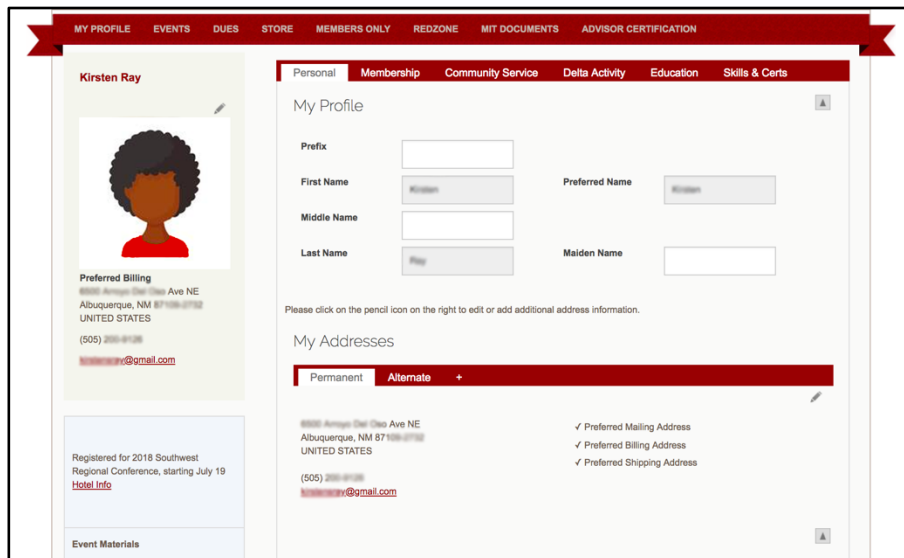 MY PROFILE EVENTS DUES STORE MEMBERS ONLY REDZONE MIT DOCUMENTS ADVISOR CERTIFICATION
Kirsten Ray
Preferred Billing
Ave NE
Albuquerque, NM
UNITED STATES
(505)
@gmail.com
Registered for 2018 Southwest
Regional Conference, starting July 19
Hotel Info
Event Materials
Personal Membership Community Service Delta Activity Education Skills & Certs
My Profile
Prefix
First Name Kirsten Preferred Name Kirsten
Middle Name
Last Name Ray Maiden Name
Please click on the pencil icon on the right to edit or add additional address information.
My Addresses
Permanent Alternate +
Ave NE
Albuquerque, NM 87
UNITED STATES
(505)
@gmail.com
✓ Preferred Mailing Address
✓ Preferred Billing Address
✓ Preferred Shipping Address